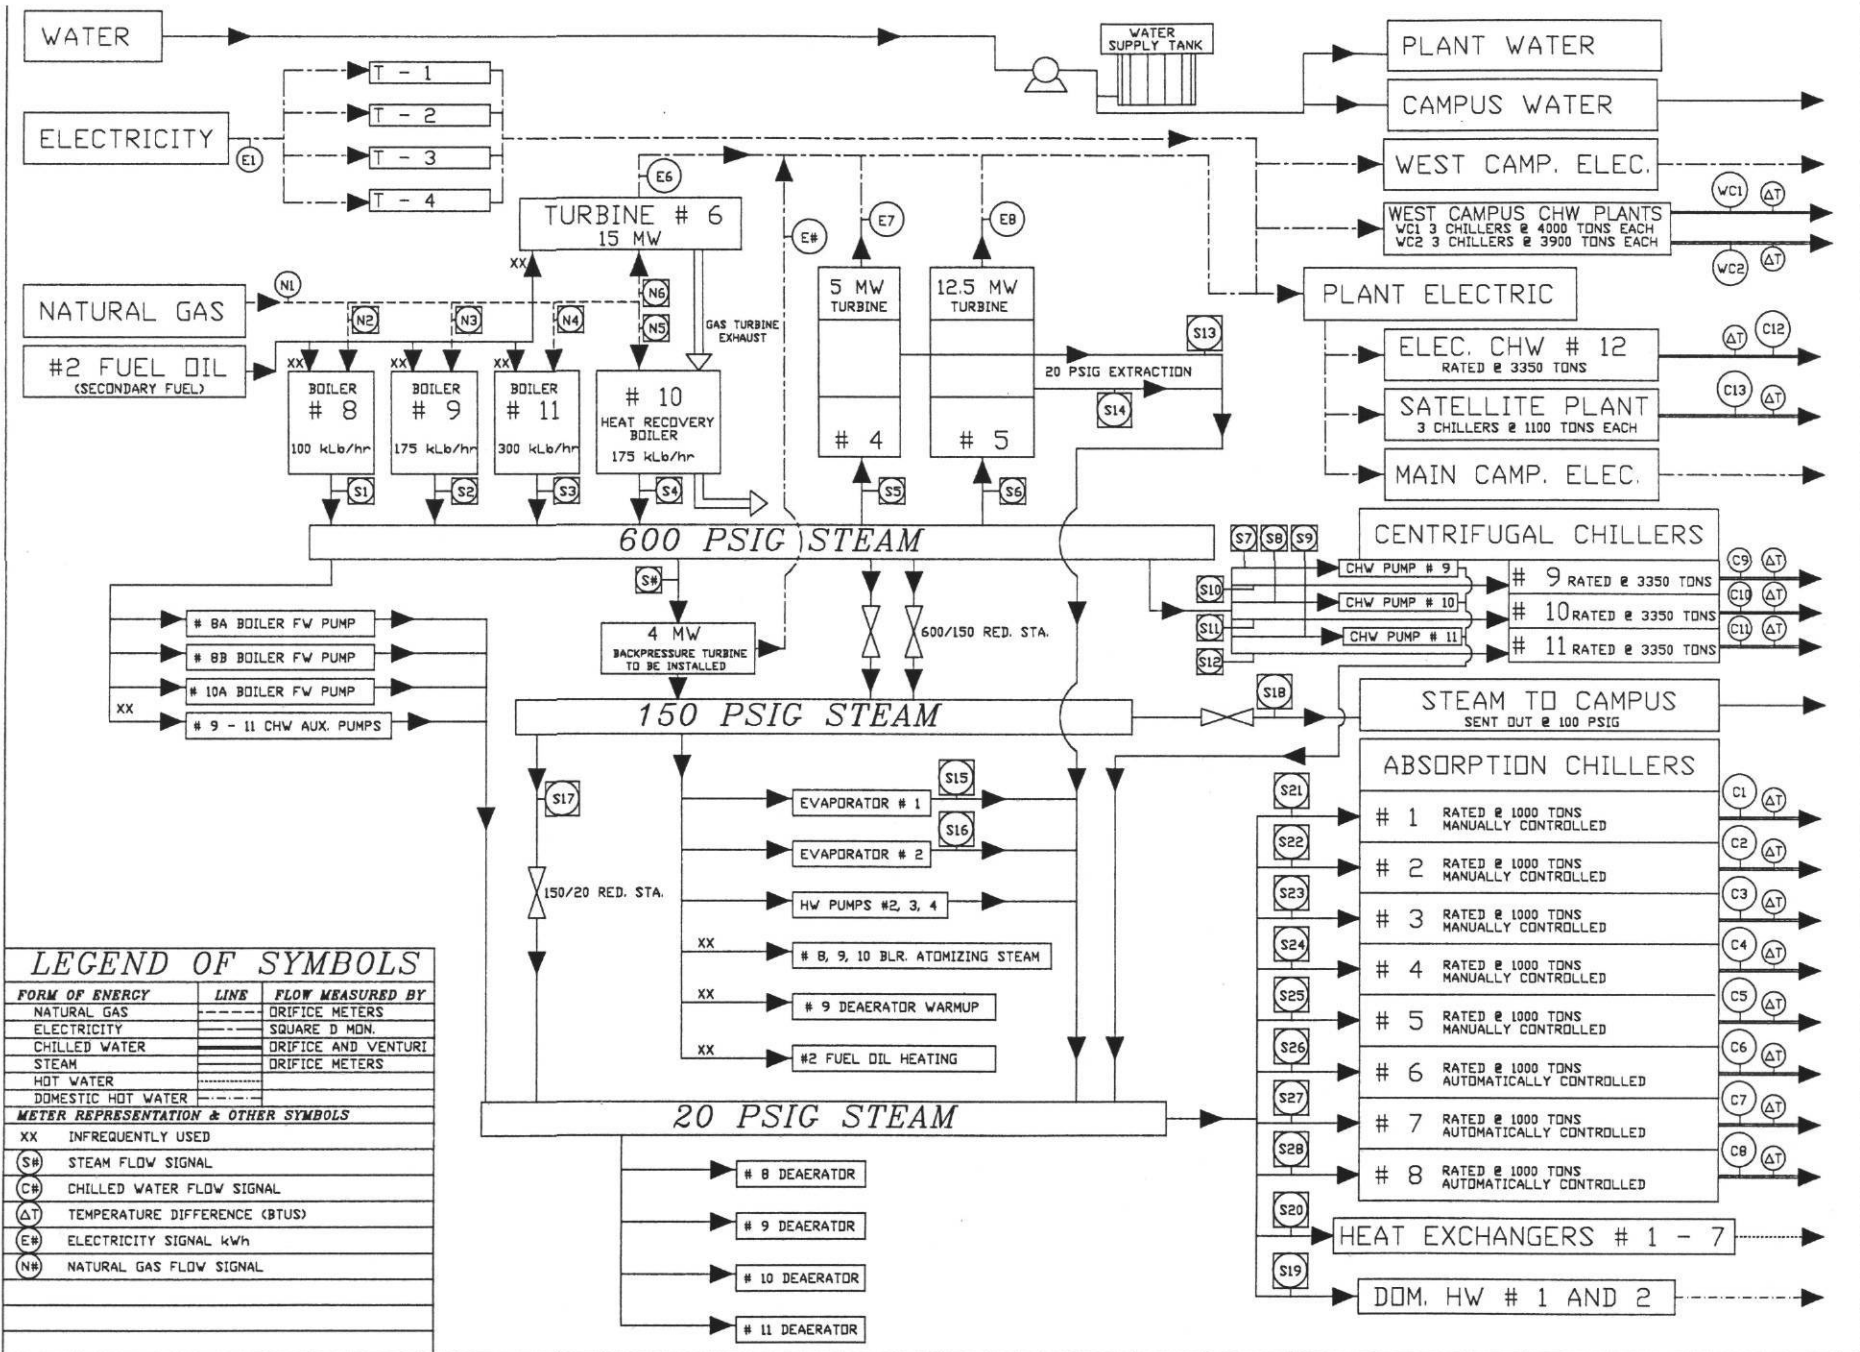 WATER
WATER
SUPPLY TANK
PLANT WATER
CAMPUS WATER
T - 1
T - 2
T - 3
T - 4
ELECTRICITY
E1
E6
E#
E7
E8
WEST CAMP. ELEC.
WC1
ΔT
WEST CAMPUS CHW PLANTS
WC1 3 CHILLERS @ 4000 TONS EACH
WC2 3 CHILLERS @ 3900 TONS EACH
WC2
ΔT
TURBINE # 6
15 MW
XX
NATURAL GAS
N1
N2
N3
N4
N6
N5
GAS TURBINE
EXHAUST
5 MW
TURBINE
# 4
12.5 MW
TURBINE
# 5
S13
20 PSIG EXTRACTION
S14
PLANT ELECTRIC
ELEC. CHW # 12
RATED @ 3350 TONS
ΔT
C12
SATELLITE PLANT
3 CHILLERS @ 1100 TONS EACH
C13
ΔT
MAIN CAMP. ELEC.
#2 FUEL OIL
(SECONDARY FUEL)
XX
XX
XX
BOILER
# 8
100 kLb/hr
BOILER
# 9
175 kLb/hr
BOILER
# 11
300 kLb/hr
# 10
HEAT RECOVERY
BOILER
175 kLb/hr
S1
S2
S3
S4
S5
S6
600 PSIG STEAM
S#
4 MW
BACKPRESSURE TURBINE
TO BE INSTALLED
600/150 RED. STA.
S7
S8
S9
S10
S11
S12
CENTRIFUGAL CHILLERS
CHW PUMP # 9
CHW PUMP # 10
CHW PUMP # 11
# 9 RATED @ 3350 TONS
C9
ΔT
# 10 RATED @ 3350 TONS
C10
ΔT
# 11 RATED @ 3350 TONS
C11
ΔT
# 8A BOILER FW PUMP
# 8B BOILER FW PUMP
# 10A BOILER FW PUMP
XX
# 9 - 11 CHW AUX. PUMPS
150 PSIG STEAM
S18
STEAM TO CAMPUS
SENT OUT @ 100 PSIG
S17
150/20 RED. STA.
EVAPORATOR # 1
S15
EVAPORATOR # 2
S16
HW PUMPS #2, 3, 4
XX
# 8, 9, 10 BLR. ATOMIZING STEAM
XX
# 9 DEAERATOR WARMUP
XX
#2 FUEL OIL HEATING
ABSORPTION CHILLERS
S21
# 1 RATED @ 1000 TONS
MANUALLY CONTROLLED
C1
ΔT
S22
# 2 RATED @ 1000 TONS
MANUALLY CONTROLLED
C2
ΔT
S23
# 3 RATED @ 1000 TONS
MANUALLY CONTROLLED
C3
ΔT
S24
# 4 RATED @ 1000 TONS
MANUALLY CONTROLLED
C4
ΔT
S25
# 5 RATED @ 1000 TONS
MANUALLY CONTROLLED
C5
ΔT
S26
# 6 RATED @ 1000 TONS
AUTOMATICALLY CONTROLLED
C6
ΔT
S27
# 7 RATED @ 1000 TONS
AUTOMATICALLY CONTROLLED
C7
ΔT
S28
# 8 RATED @ 1000 TONS
AUTOMATICALLY CONTROLLED
C8
ΔT
S20
HEAT EXCHANGERS # 1 - 7
S19
DOM. HW # 1 AND 2
20 PSIG STEAM
# 8 DEAERATOR
# 9 DEAERATOR
# 10 DEAERATOR
# 11 DEAERATOR
LEGEND OF SYMBOLS
FORM OF ENERGY LINE FLOW MEASURED BY
NATURAL GAS ORIFICE METERS
ELECTRICITY SQUARE D MON.
CHILLED WATER ORIFICE AND VENTURI
STEAM ORIFICE METERS
HOT WATER
DOMESTIC HOT WATER
METER REPRESENTATION & OTHER SYMBOLS
XX INFREQUENTLY USED
S# STEAM FLOW SIGNAL
C# CHILLED WATER FLOW SIGNAL
ΔT TEMPERATURE DIFFERENCE (BTUS)
E# ELECTRICITY SIGNAL kWh
N# NATURAL GAS FLOW SIGNAL